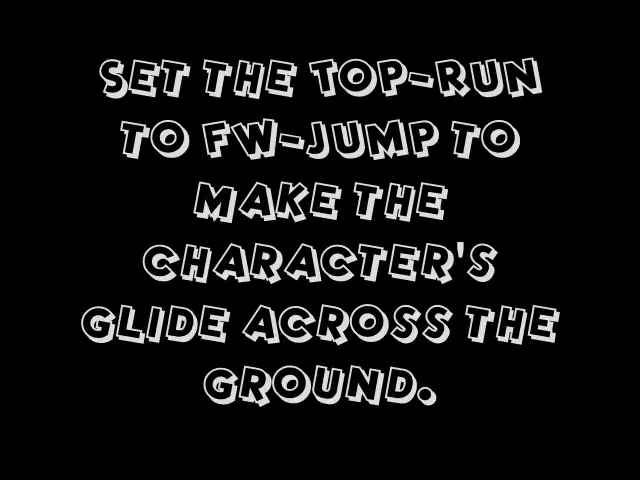 SET THE TOP-RUN
TO FW-JUMP TO
MAKE THE
CHARACTER'S
GLIDE ACROSS THE
GROUND.